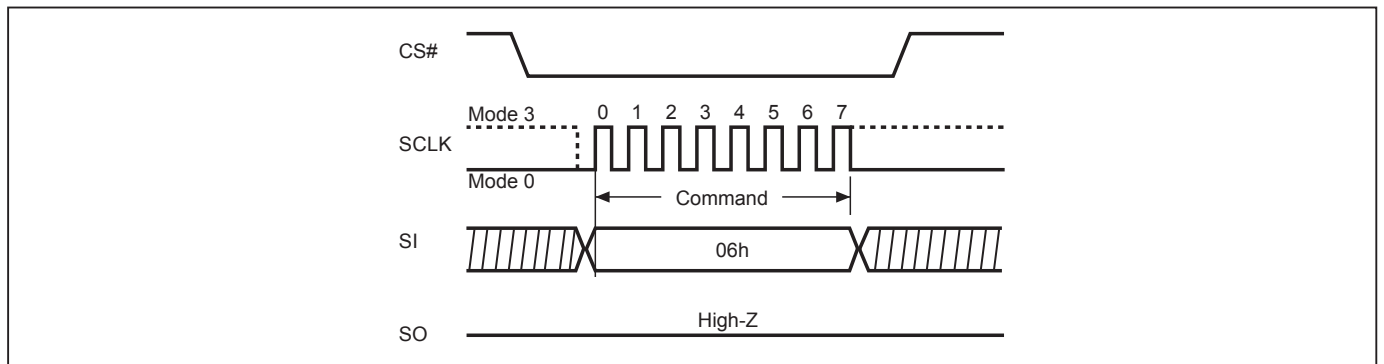 CS#
Mode 3 0 1 2 3 4 5 6 7
SCLK
Mode 0
Command
SI 06h
High-Z
SO